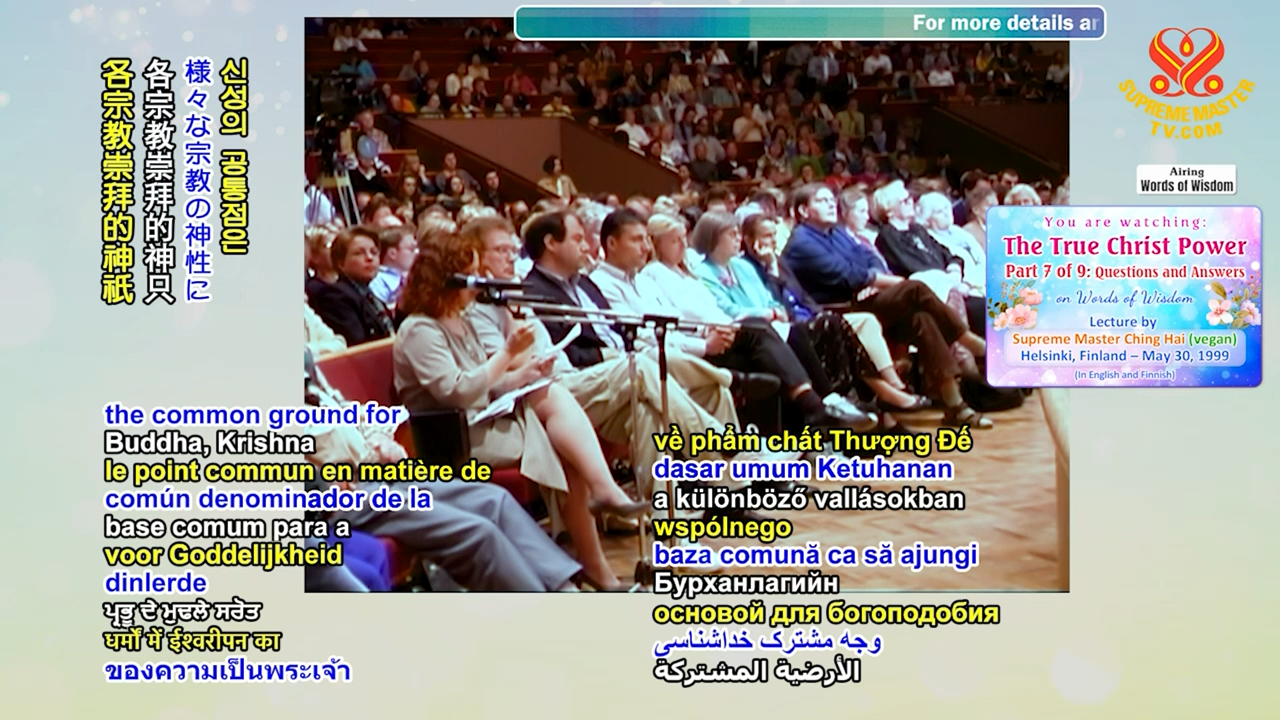 For more details ar
SUPREME MASTER
TV.COM
Airing
Words of Wisdom
You are watching:
The True Christ Power
Part 7 of 9: Questions and Answers
on Words of Wisdom
Lecture by
Supreme Master Ching Hai (vegan)
Helsinki, Finland – May 30, 1999
(In English and Finnish)
신성의 공통점이
様々な宗教の神性に
各宗教崇拜的神只
各宗教崇拜的神祇
the common ground for
Buddha, Krishna
le point commun en matière de
común denominador de la
base comum para a
voor Goddelijkheid
dinlerde
ਪ੍ਰਭੂ ਦੇ ਮੁਢਲੇ ਸਰੋਤ
धर्मों में ईश्वरीपन का
ของความเป็นพระเจ้า
về phẩm chất Thượng Đế
dasar umum Ketuhanan
a különböző vallásokban
wspólnego
baza comună ca să ajungi
Бурханлагийн
основой для богоподобия
وجه مشترک خداشناسی
الأرضية المشتركة